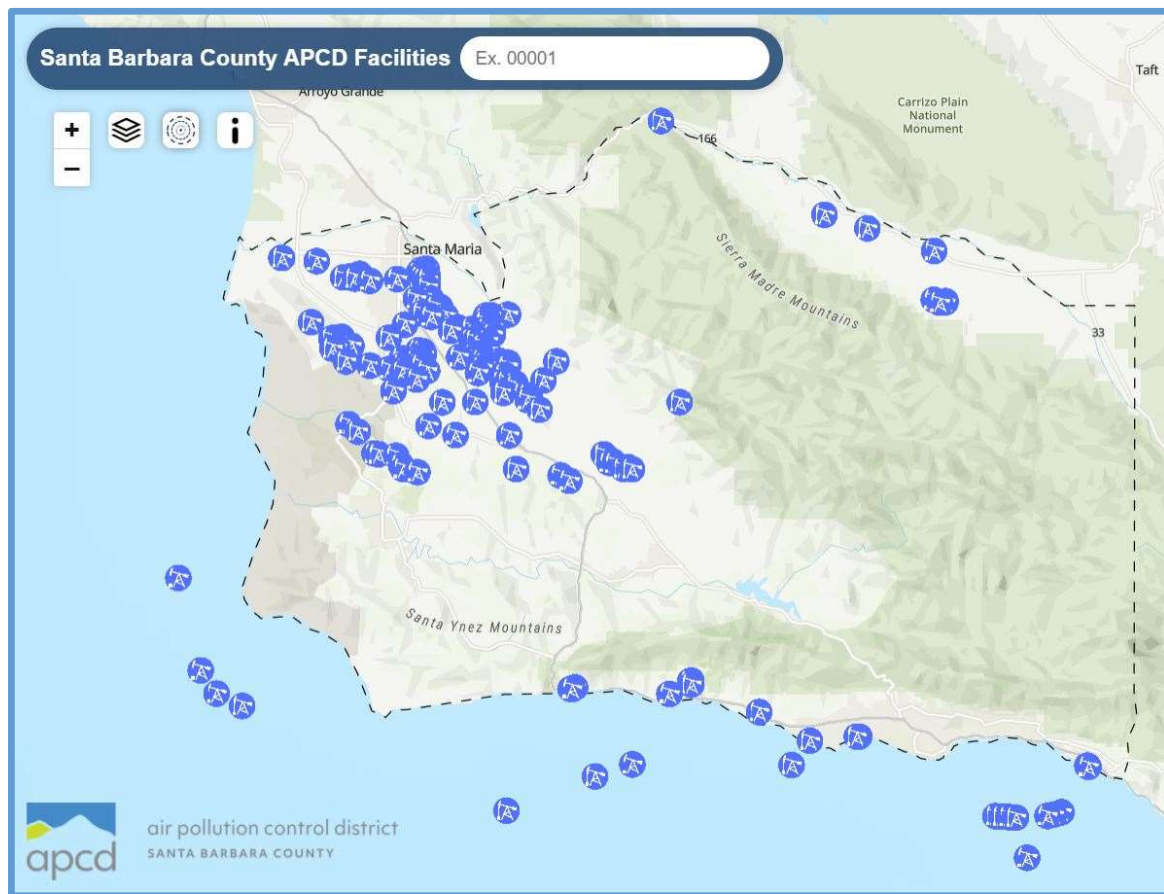 Santa Barbara County APCD Facilities
Ex. 00001
Arroyo Grande
Taft
Carrizo Plain
National
Monument
166
Santa Maria
Sierra Madre Mountains
33
Santa Ynez Mountains
air pollution control district
SANTA BARBARA COUNTY
apcd